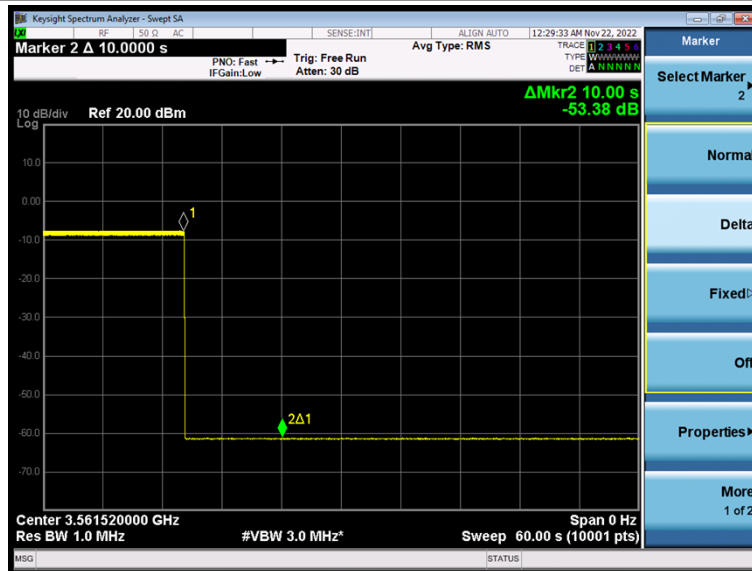 Keysight Spectrum Analyzer - Swept SA
LXI RF 50 Ω AC SENSE:INT ALIGN AUTO 12:29:33 AM Nov 22, 2022
Marker 2 Δ 10.0000 s
PNO: Fast
IFGain:Low
Trig: Free Run
Atten: 30 dB
Avg Type: RMS
TRACE 1 2 3 4 5 6
TYPE WWWWWW
DET A N N N N N
ΔMkr2 10.00 s
-53.38 dB
10 dB/div Ref 20.00 dBm
Log
10.0
0.00
-10.0
-20.0
-30.0
-40.0
-50.0
-60.0
-70.0
1
2Δ1
Center 3.561520000 GHz Span 0 Hz
Res BW 1.0 MHz #VBW 3.0 MHz* Sweep 60.00 s (10001 pts)
MSG STATUS
Marker
Select Marker
2
Normal
Delta
Fixed
Off
Properties
More
1 of 2